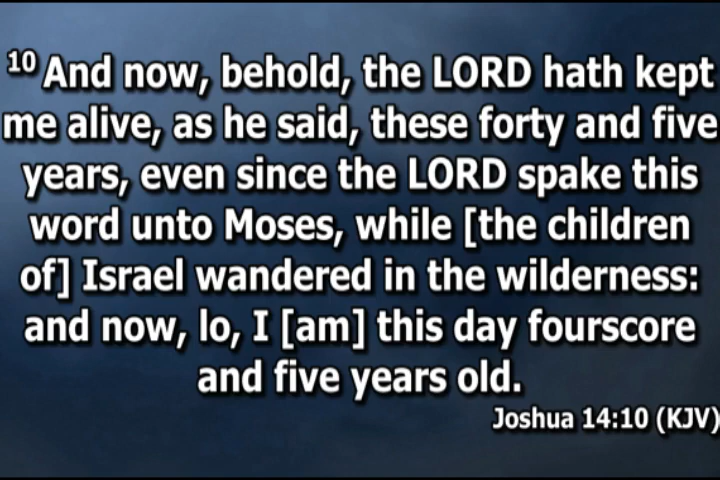 10 And now, behold, the LORD hath kept
me alive, as he said, these forty and five
years, even since the LORD spake this
word unto Moses, while [the children
of] Israel wandered in the wilderness:
and now, lo, I [am] this day fourscore
and five years old.
Joshua 14:10 (KJV)